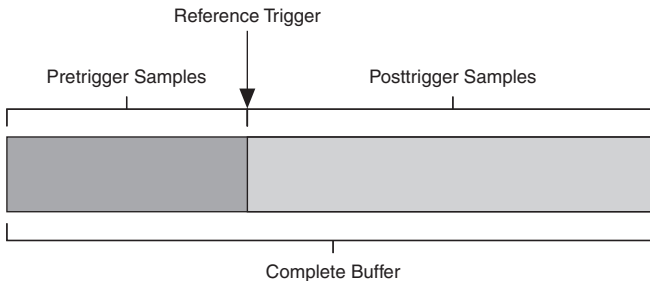 Reference Trigger
Pretrigger Samples
Posttrigger Samples
Complete Buffer